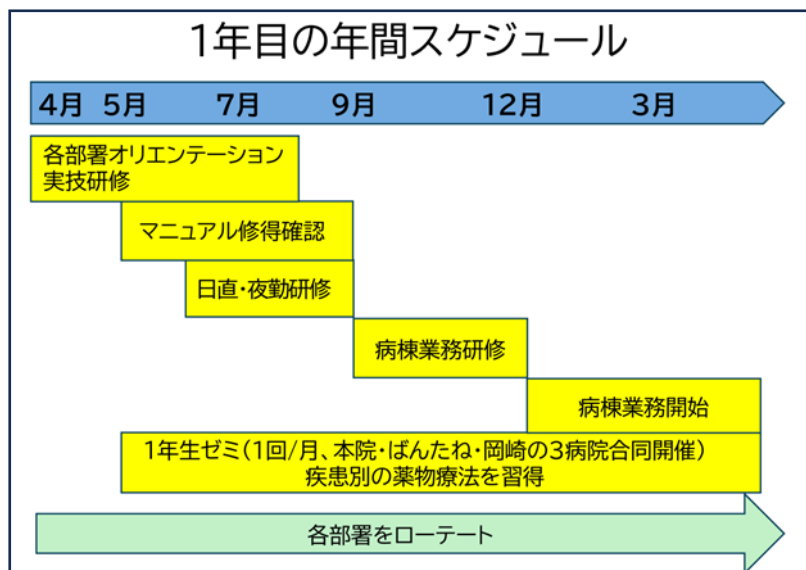 1年目の年間スケジュール
4月 5月 7月 9月 12月 3月
各部署オリエンテーション
実技研修
マニュアル修得確認
日直・夜勤研修
病棟業務研修
病棟業務開始
1年生ゼミ(1回/月、本院・ばんたね・岡崎の3病院合同開催)
疾患別の薬物療法を習得
各部署をローテート